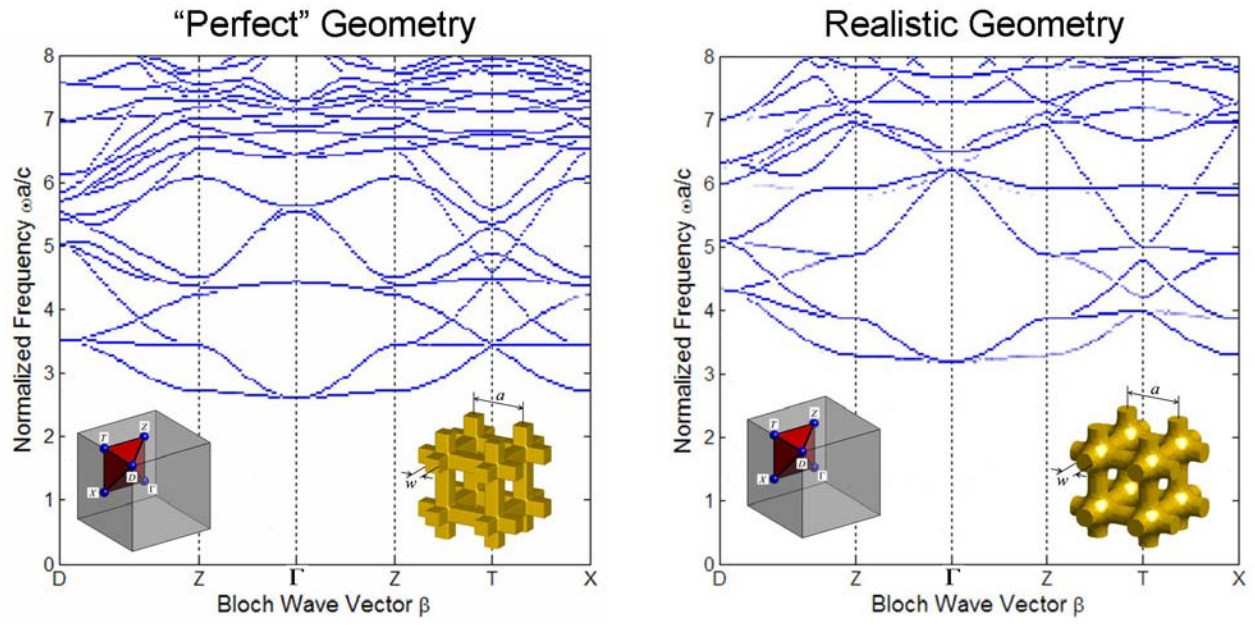 “Perfect” Geometry
8
7
6
5
4
3
2
1
0
Normalized Frequency ωa/c
D
Z
Γ
Z
T
X
Bloch Wave Vector β
T
Z
D
X
Γ
a
w
Realistic Geometry
8
7
6
5
4
3
2
1
0
Normalized Frequency ωa/c
D
Z
Γ
Z
T
X
Bloch Wave Vector β
T
Z
D
X
Γ
a
w